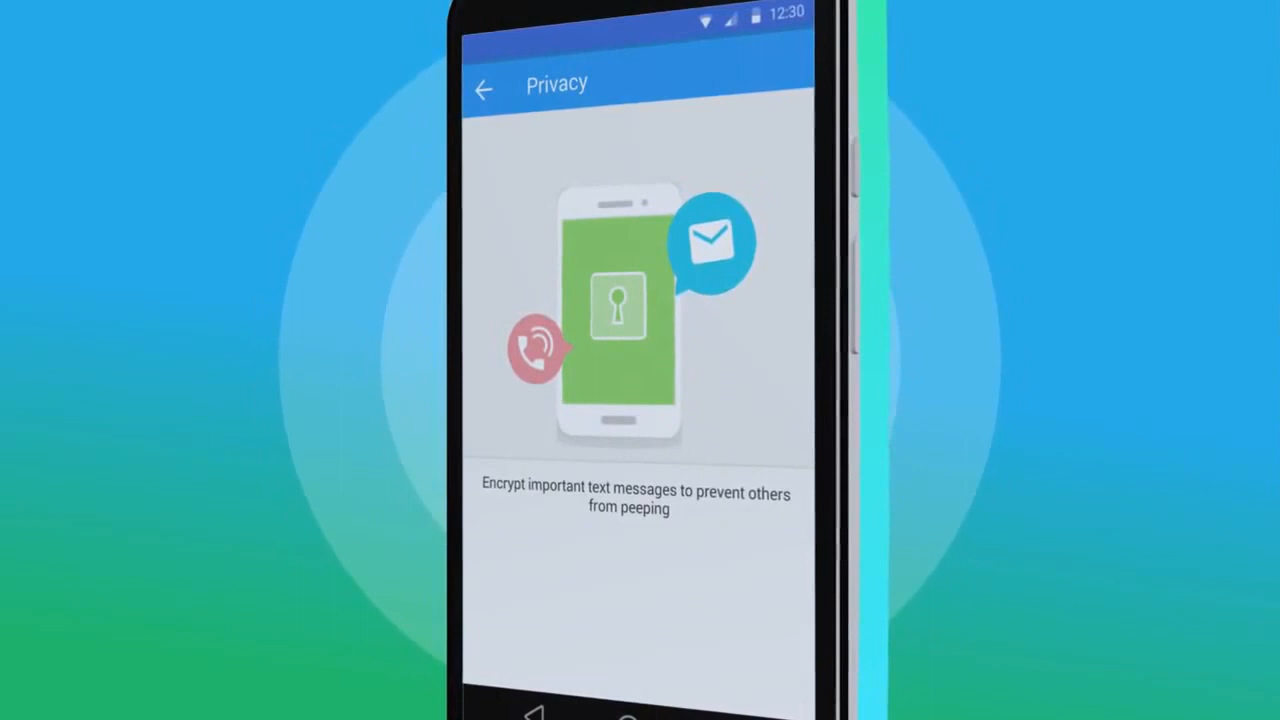 12:30
Privacy
Encrypt important text messages to prevent others
from peeping